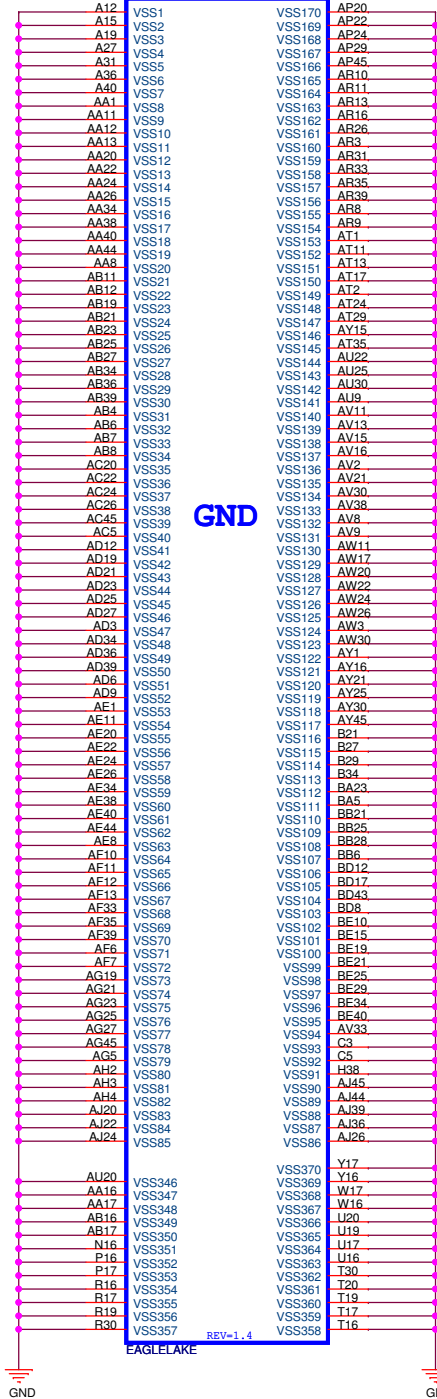 A12 VSS1 VSS170 AP20
A15 VSS2 VSS169 AP22
A19 VSS3 VSS168 AP24
A27 VSS4 VSS167 AP29
A31 VSS5 VSS166 AP45
A36 VSS6 VSS165 AR10
A40 VSS7 VSS164 AR11
AA1 VSS8 VSS163 AR13
AA11 VSS9 VSS162 AR16
AA12 VSS10 VSS161 AR26
AA13 VSS11 VSS160 AR3
AA20 VSS12 VSS159 AR31
AA22 VSS13 VSS158 AR33
AA24 VSS14 VSS157 AR35
AA26 VSS15 VSS156 AR39
AA34 VSS16 VSS155 AR8
AA38 VSS17 VSS154 AR9
AA40 VSS18 VSS153 AT1
AA44 VSS19 VSS152 AT11
AA8 VSS20 VSS151 AT13
AB11 VSS21 VSS150 AT17
AB12 VSS22 VSS149 AT2
AB19 VSS23 VSS148 AT24
AB21 VSS24 VSS147 AT29
AB23 VSS25 VSS146 AY15
AB25 VSS26 VSS145 AT35
AB27 VSS27 VSS144 AU22
AB34 VSS28 VSS143 AU25
AB36 VSS29 VSS142 AU30
AB39 VSS30 VSS141 AU9
AB4 VSS31 VSS140 AV11
AB6 VSS32 VSS139 AV13
AB7 VSS33 VSS138 AV15
AB8 VSS34 VSS137 AV16
AC20 VSS35 VSS136 AV2
AC22 VSS36 VSS135 AV21
AC24 VSS37 VSS134 AV30
AC26 VSS38 VSS133 AV38
GND
AC45 VSS39 VSS132 AV8
AC5 VSS40 VSS131 AV9
AD12 VSS41 VSS130 AW11
AD19 VSS42 VSS129 AW17
AD21 VSS43 VSS128 AW20
AD23 VSS44 VSS127 AW22
AD25 VSS45 VSS126 AW24
AD27 VSS46 VSS125 AW26
AD3 VSS47 VSS124 AW3
AD34 VSS48 VSS123 AW30
AD36 VSS49 VSS122 AY1
AD39 VSS50 VSS121 AY16
AD6 VSS51 VSS120 AY21
AD9 VSS52 VSS119 AY25
AE1 VSS53 VSS118 AY30
AE11 VSS54 VSS117 AY45
AE20 VSS55 VSS116 B21
AE22 VSS56 VSS115 B27
AE24 VSS57 VSS114 B29
AE26 VSS58 VSS113 B34
AE34 VSS59 VSS112 BA23
AE38 VSS60 VSS111 BA5
AE40 VSS61 VSS110 BB21
AE44 VSS62 VSS109 BB25
AE8 VSS63 VSS108 BB28
AF10 VSS64 VSS107 BB6
AF11 VSS65 VSS106 BD12
AF12 VSS66 VSS105 BD17
AF13 VSS67 VSS104 BD43
AF33 VSS68 VSS103 BD8
AF35 VSS69 VSS102 BE10
AF39 VSS70 VSS101 BE15
AF6 VSS71 VSS100 BE19
AF7 VSS72 VSS99 BE21
AG19 VSS73 VSS98 BE25
AG21 VSS74 VSS97 BE29
AG23 VSS75 VSS96 BE34
AG25 VSS76 VSS95 BE40
AG27 VSS77 VSS94 AV33
AG45 VSS78 VSS93 C3
AG5 VSS79 VSS92 C5
AH2 VSS80 VSS91 H38
AH3 VSS81 VSS90 AJ45
AH4 VSS82 VSS89 AJ44
AJ20 VSS83 VSS88 AJ39
AJ22 VSS84 VSS87 AJ36
AJ24 VSS85 VSS86 AJ26
VSS370 Y17
AU20 VSS346 VSS369 Y16
AA16 VSS347 VSS368 W17
AA17 VSS348 VSS367 W16
AB16 VSS349 VSS366 U20
AB17 VSS350 VSS365 U19
N16 VSS351 VSS364 U17
P16 VSS352 VSS363 U16
P17 VSS353 VSS362 T30
R16 VSS354 VSS361 T20
R17 VSS355 VSS360 T19
R19 VSS356 VSS359 T17
R30 VSS357 VSS358 T16
REV=1.4
EAGLELAKE
GND